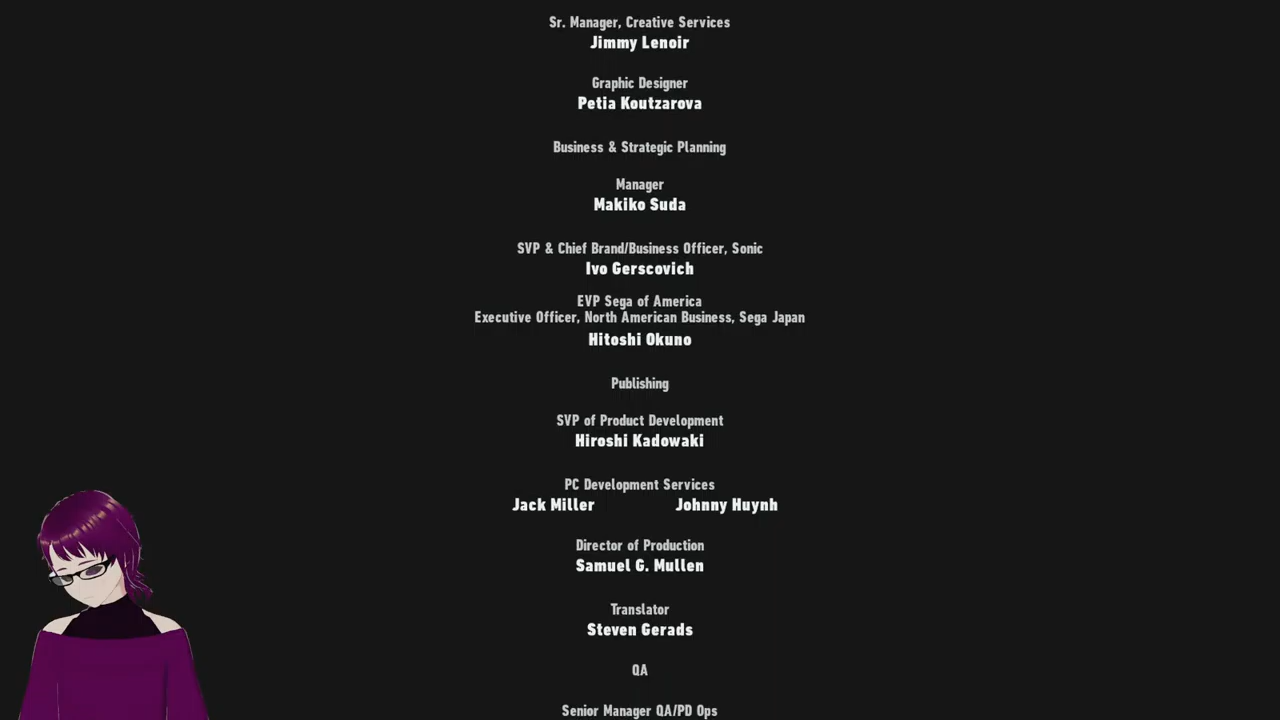 Sr. Manager, Creative Services
Jimmy Lenoir
Graphic Designer
Petia Koutzarova
Business & Strategic Planning
Manager
Makiko Suda
SVP & Chief Brand/Business Officer, Sonic
Ivo Gerscovich
EVP Sega of America
Executive Officer, North American Business, Sega Japan
Hitoshi Okuno
Publishing
SVP of Product Development
Hiroshi Kadowaki
PC Development Services
Jack Miller Johnny Huynh
Director of Production
Samuel G. Mullen
Translator
Steven Gerads
QA
Senior Manager QA/PD Ops